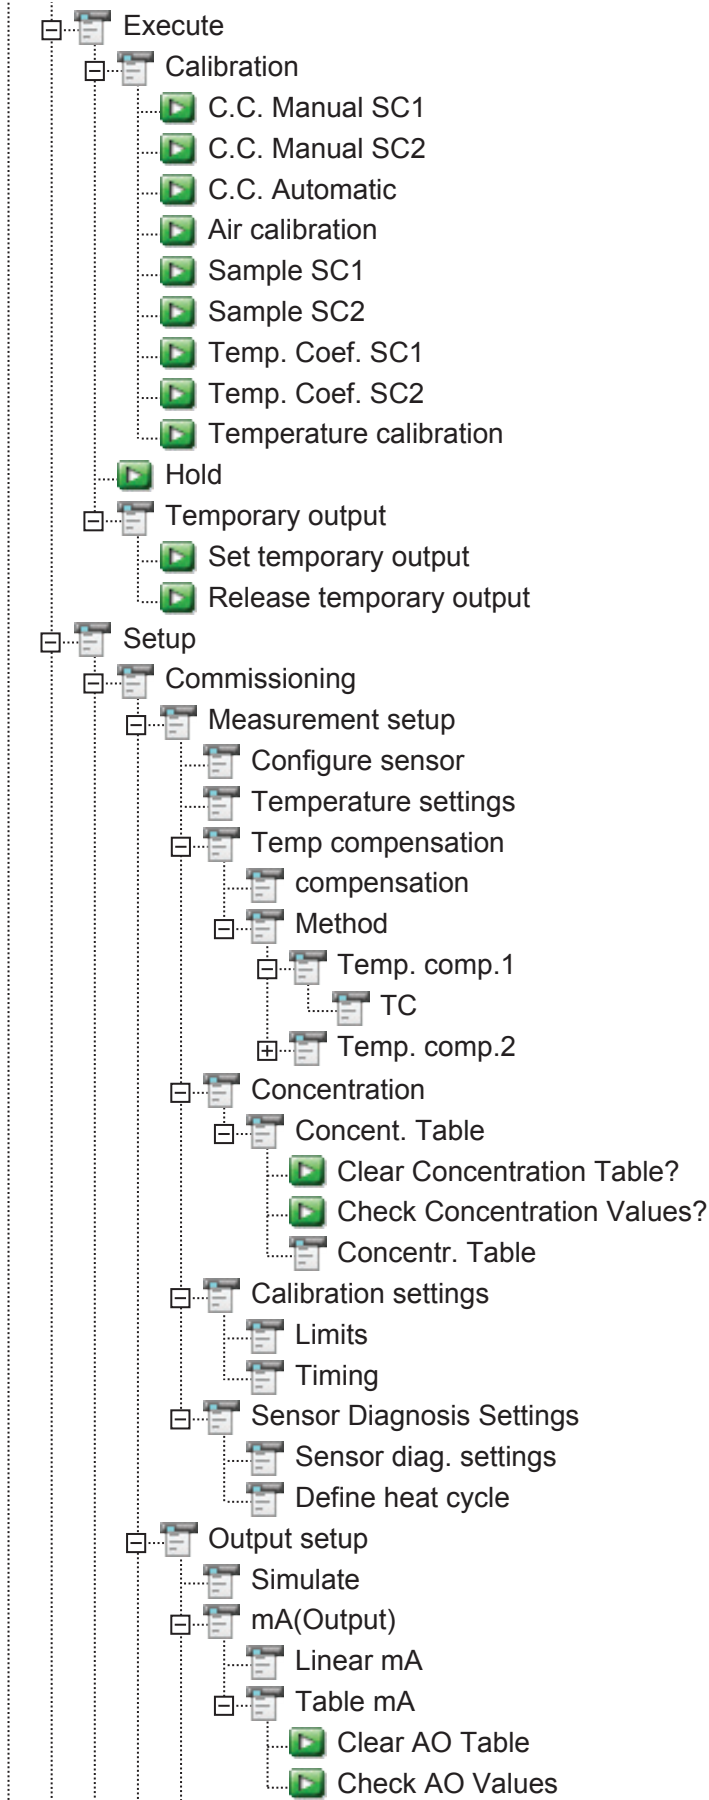 Execute
Calibration
C.C. Manual SC1
C.C. Manual SC2
C.C. Automatic
Air calibration
Sample SC1
Sample SC2
Temp. Coef. SC1
Temp. Coef. SC2
Temperature calibration
Hold
Temporary output
Set temporary output
Release temporary output
Setup
Commissioning
Measurement setup
Configure sensor
Temperature settings
Temp compensation
compensation
Method
Temp. comp.1
TC
Temp. comp.2
Concentration
Concent. Table
Clear Concentration Table?
Check Concentration Values?
Concentr. Table
Calibration settings
Limits
Timing
Sensor Diagnosis Settings
Sensor diag. settings
Define heat cycle
Output setup
Simulate
mA(Output)
Linear mA
Table mA
Clear AO Table
Check AO Values